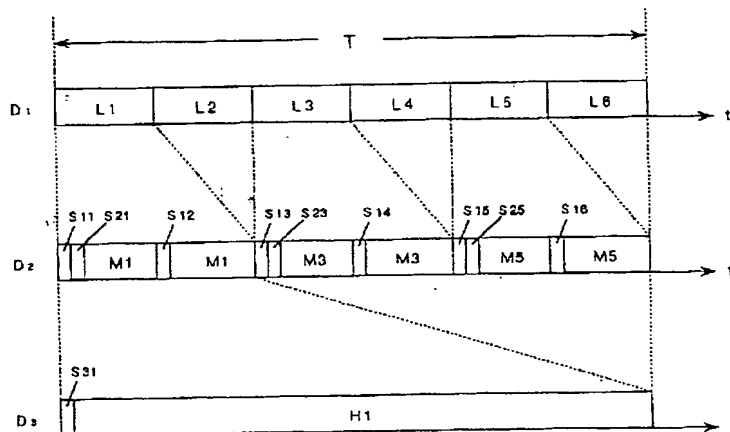 T
D1 L1 L2 L3 L4 L5 L6 t
S11 S21 S12 S13 S23 S14 S15 S25 S16
D2 M1 M1 M3 M3 M5 M5 t
S31
D3 H1